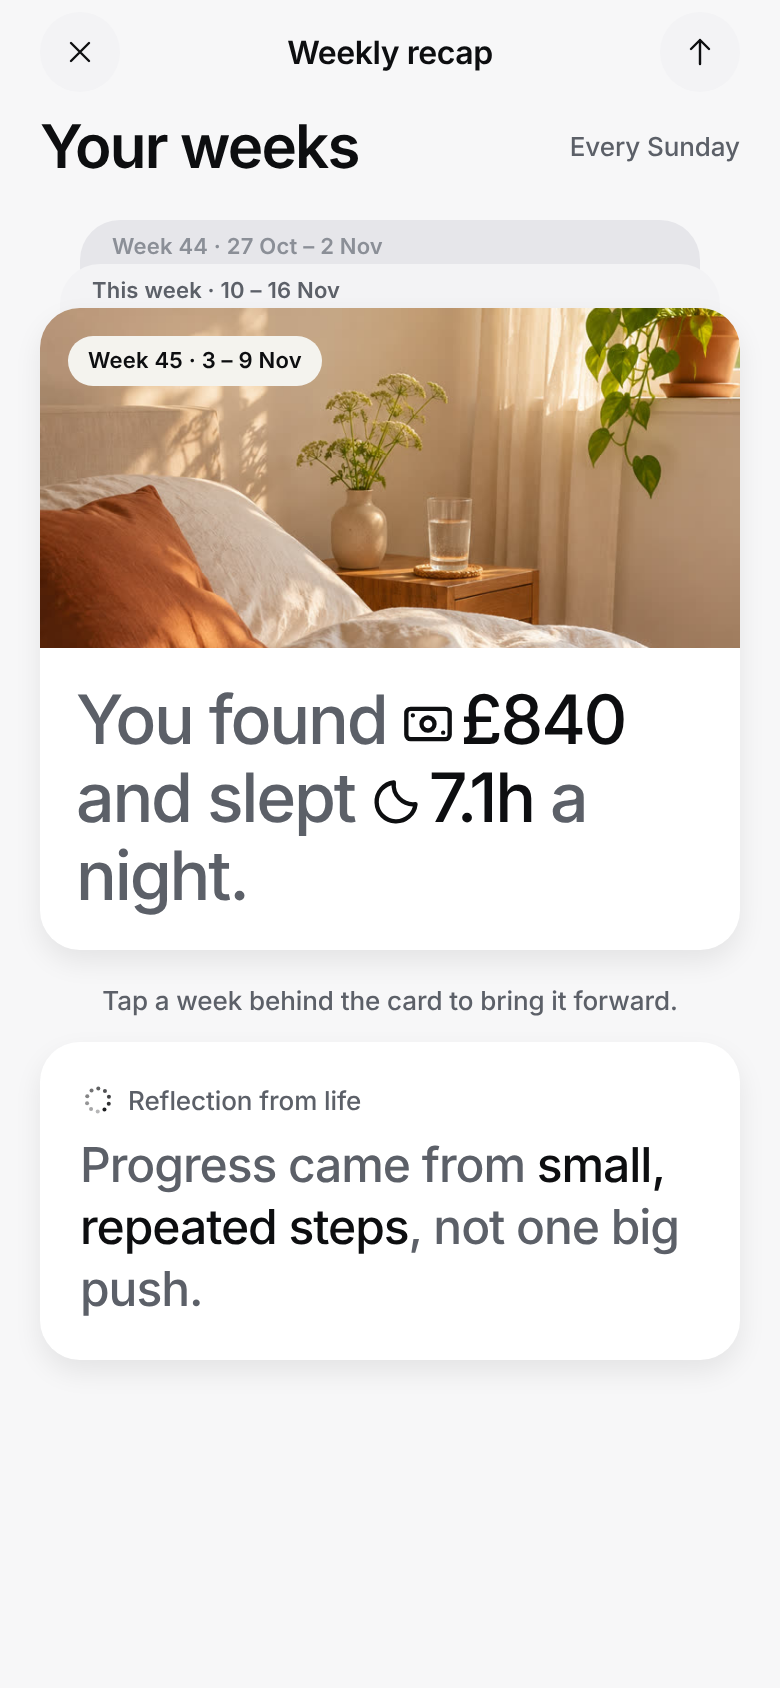 Weekly recap
Your weeks
Every Sunday
Week 44 · 27 Oct – 2 Nov
This week · 10 – 16 Nov
Week 45 · 3 – 9 Nov
You found £840
and slept 7.1h a
night.
Tap a week behind the card to bring it forward.
Reflection from life
Progress came from small,
repeated steps, not one big
push.